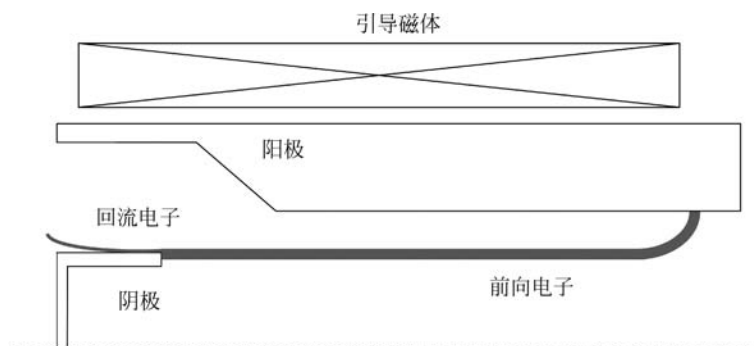 引导磁体
阳极
回流电子
阴极
前向电子